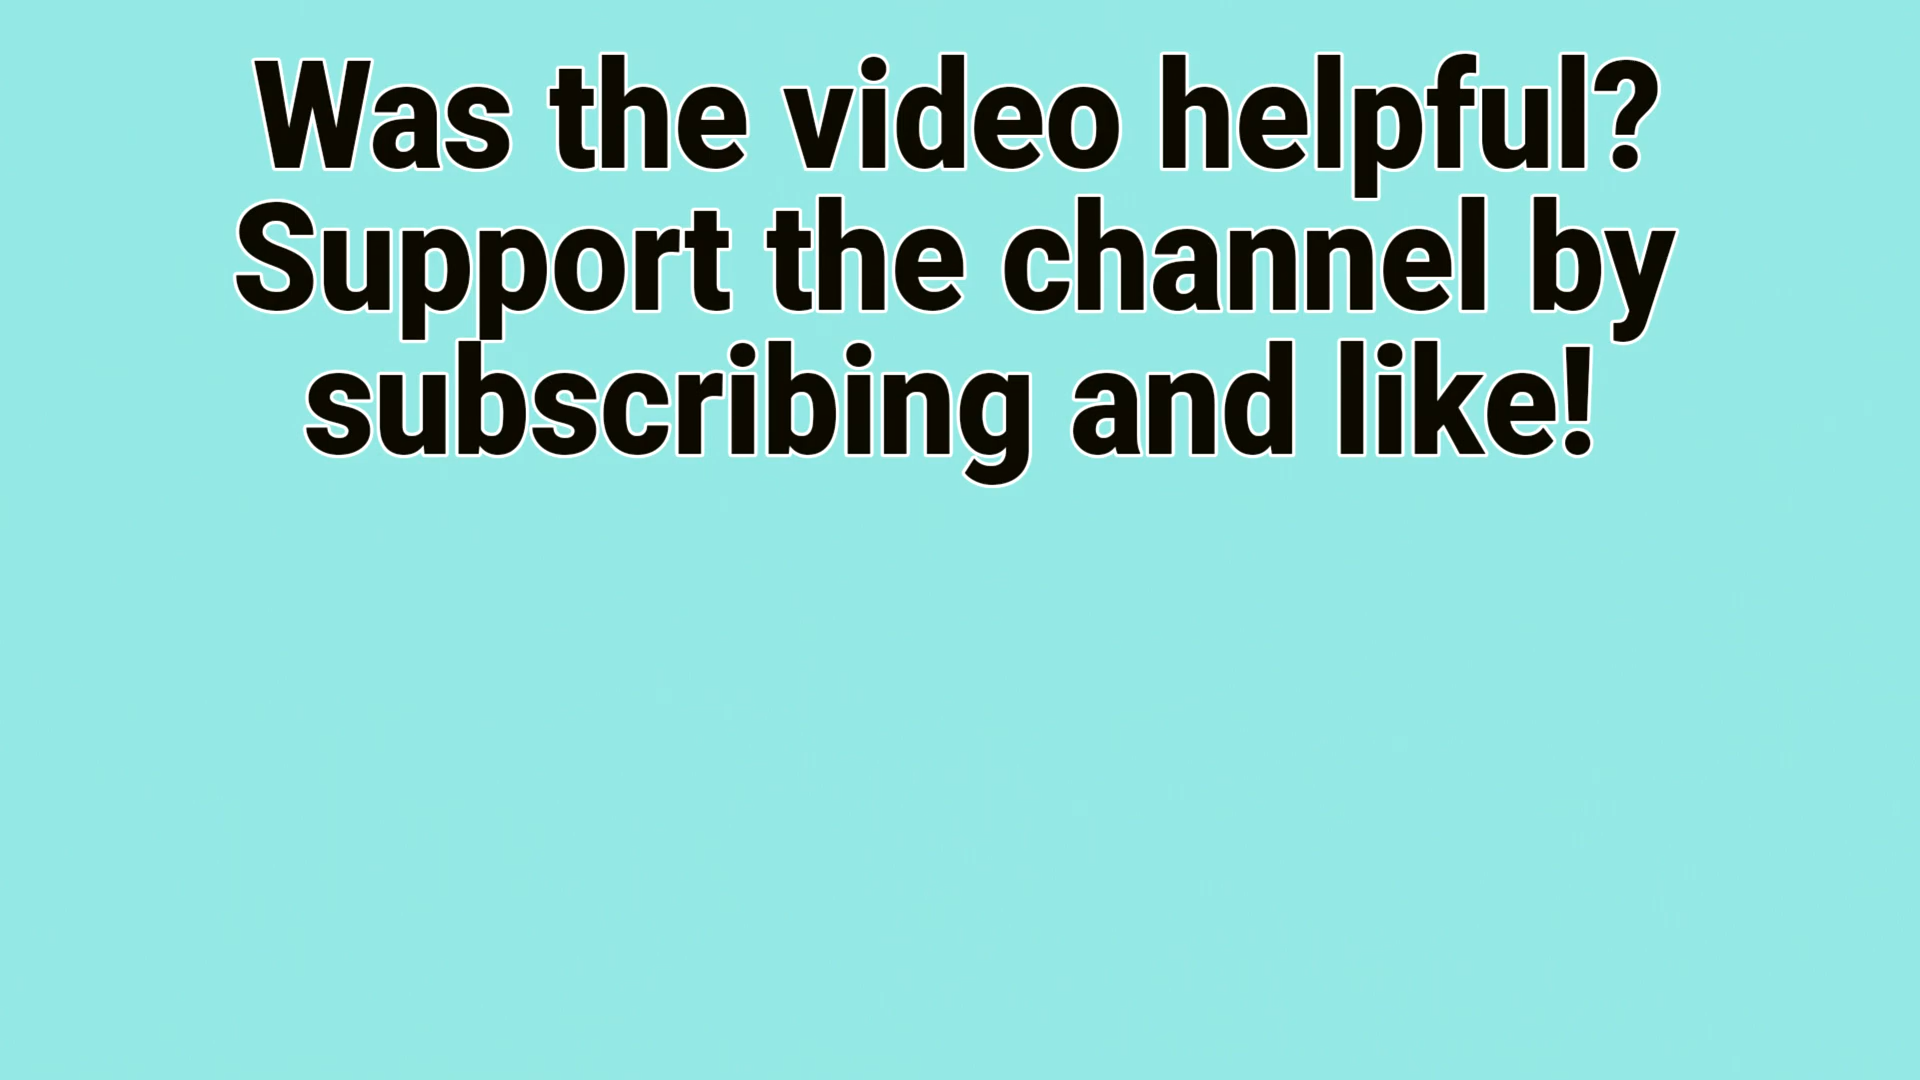 Was the video helpful?
Support the channel by
subscribing and like!